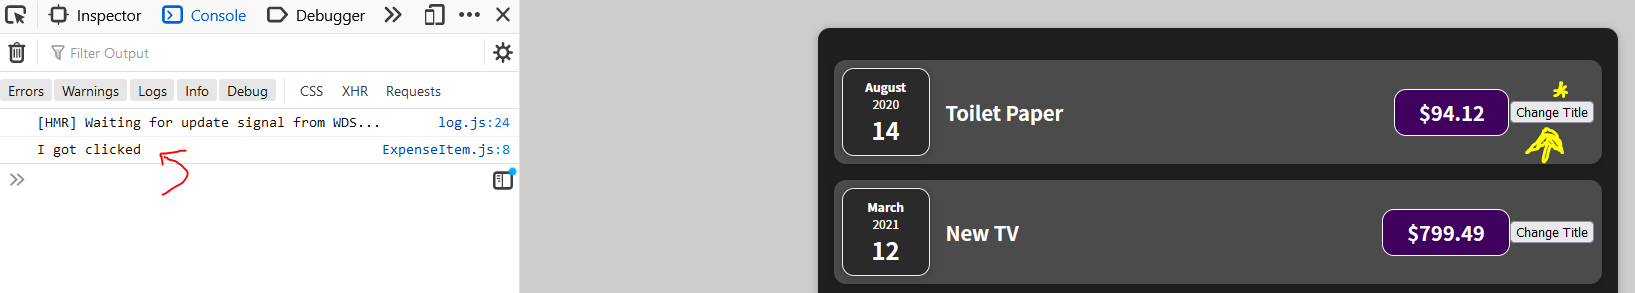 Inspector Console Debugger
Filter Output
Errors Warnings Logs Info Debug CSS XHR Requests
[HMR] Waiting for update signal from WDS... log.js:24
I got clicked ExpenseItem.js:8
August
2020
14
Toilet Paper
$94.12
Change Title
March
2021
12
New TV
$799.49
Change Title